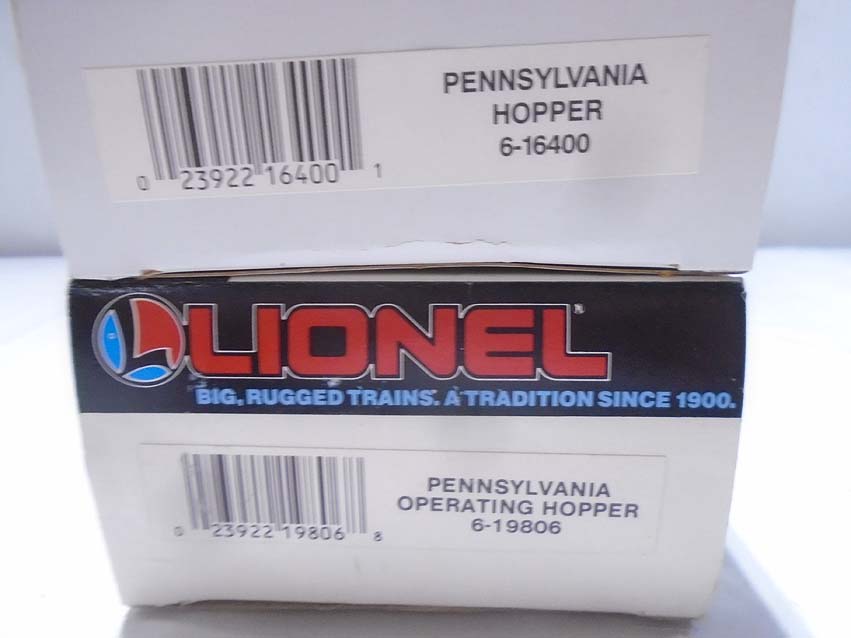 PENNSYLVANIA
HOPPER
6-16400
0 23922 16400 1
LIONEL
BIG, RUGGED TRAINS. A TRADITION SINCE 1900.
PENNSYLVANIA
OPERATING HOPPER
6-19806
0 23922 19806 8